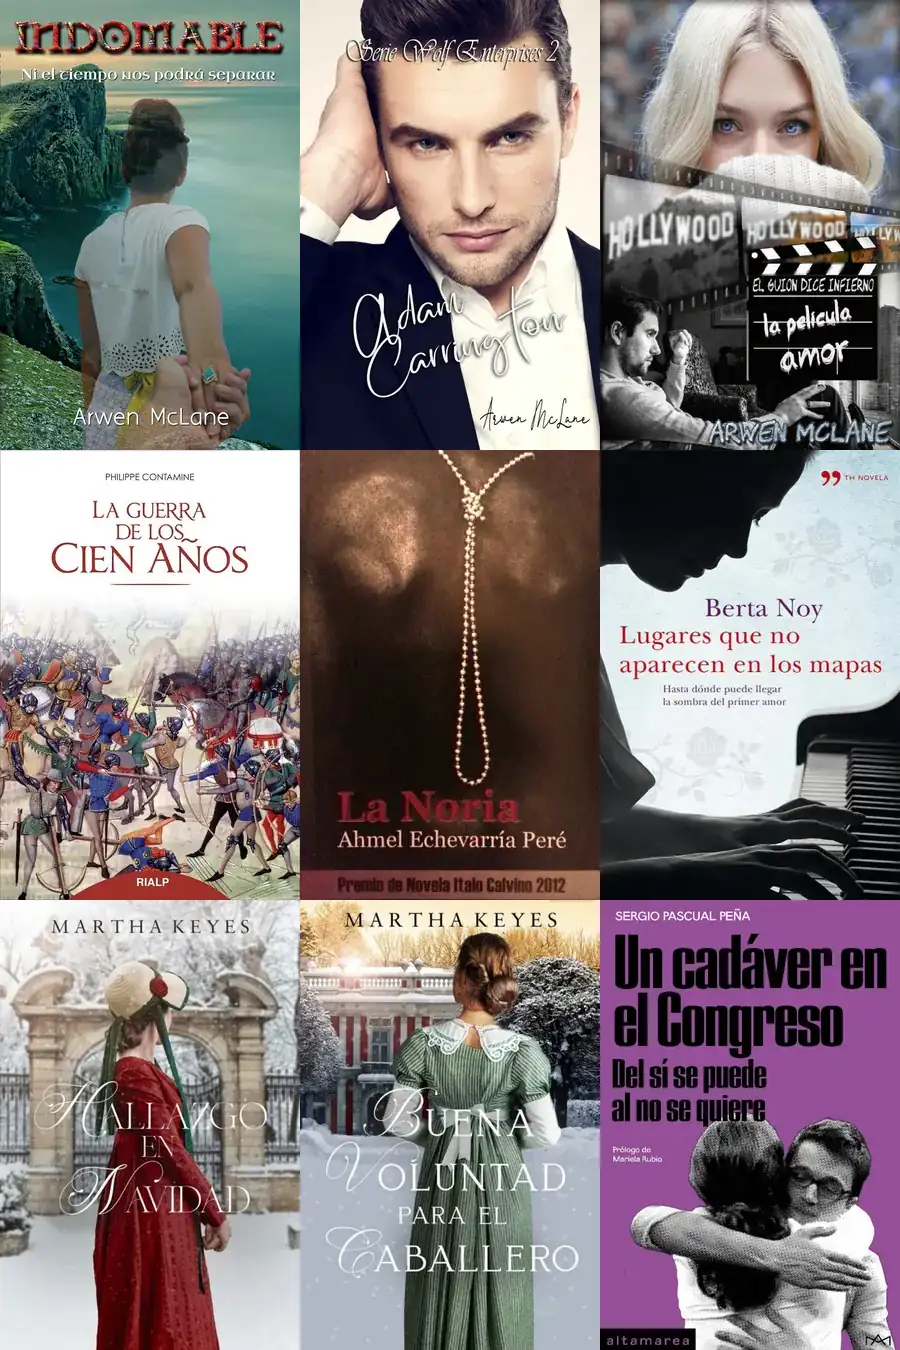 INDOMABLE
Ni el tiempo nos podrá separar
Arwen McLane
Serie Wolf Enterprises 2
Adam
Carrington
Arwen McLane
HOLLYWOOD
HOLLYWOOD
EL GUION DICE INFIERNO
la película
amor
ARWEN MCLANE
PHILIPPE CONTAMINE
LA GUERRA
DE LOS
CIEN AÑOS
RIALP
La Noria
Ahmel Echevarría Peré
Premio de Novela Italo Calvino 2012
TH NOVELA
Berta Noy
Lugares que no
aparecen en los mapas
Hasta dónde puede llegar
la sombra del primer amor
MARTHA KEYES
HALLAZGO
EN
NAVIDAD
MARTHA KEYES
BUENA
VOLUNTAD
PARA EL
CABALLERO
SERGIO PASCUAL PEÑA
Un cadáver en
el Congreso
Del sí se puede
al no se quiere
Prólogo de
Mariela Rubio
altamarea